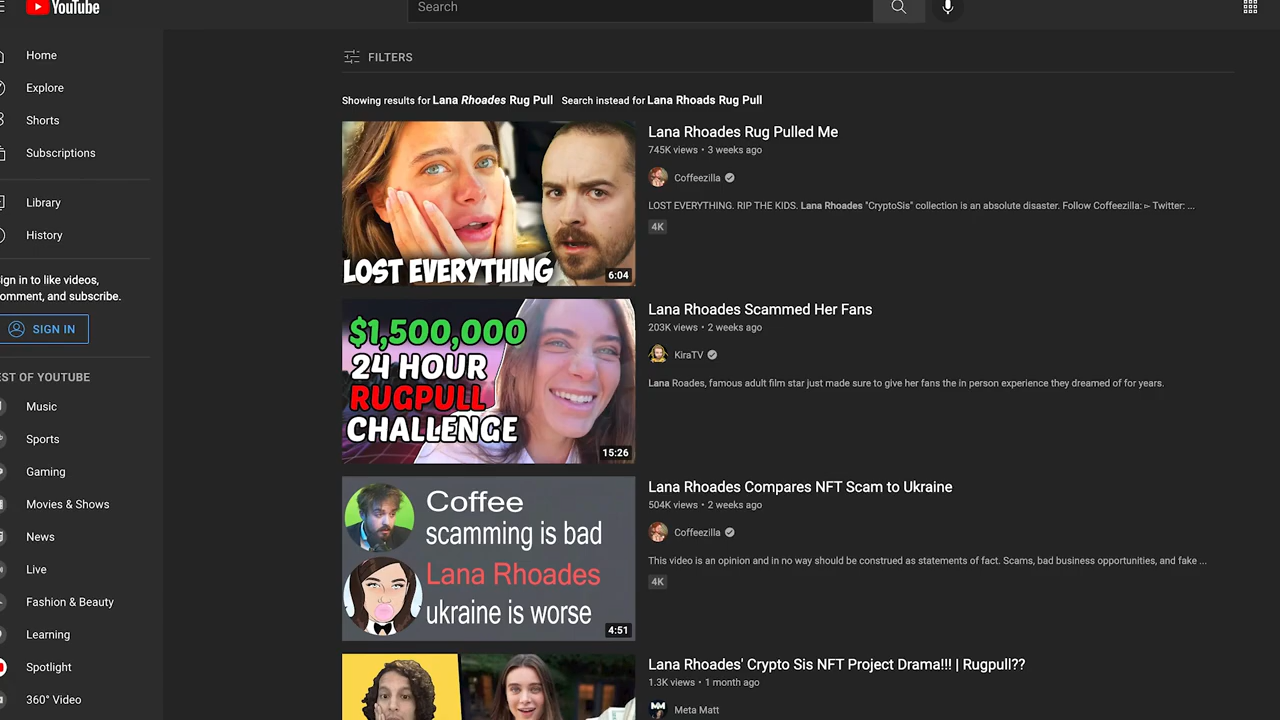 YouTube
Search
Home
Explore
Shorts
Subscriptions
Library
History
ign in to like videos,
omment, and subscribe.
SIGN IN
EST OF YOUTUBE
Music
Sports
Gaming
Movies & Shows
News
Live
Fashion & Beauty
Learning
Spotlight
360° Video
FILTERS
Showing results for Lana Rhoades Rug Pull Search instead for Lana Rhoads Rug Pull
LOST EVERYTHING
6:04
Lana Rhoades Rug Pulled Me
745K views • 3 weeks ago
Coffeezilla
LOST EVERYTHING. RIP THE KIDS. Lana Rhoades "CryptoSis" collection is an absolute disaster. Follow Coffeezilla: ▻ Twitter: ...
4K
$1,500,000
24 HOUR
RUGPULL
CHALLENGE
15:26
Lana Rhoades Scammed Her Fans
203K views • 2 weeks ago
KiraTV
Lana Roades, famous adult film star just made sure to give her fans the in person experience they dreamed of for years.
Coffee
scamming is bad
Lana Rhoades
ukraine is worse
4:51
Lana Rhoades Compares NFT Scam to Ukraine
504K views • 2 weeks ago
Coffeezilla
This video is an opinion and in no way should be construed as statements of fact. Scams, bad business opportunities, and fake ...
4K
Lana Rhoades' Crypto Sis NFT Project Drama!!! | Rugpull??
1.3K views • 1 month ago
MM
Meta Matt